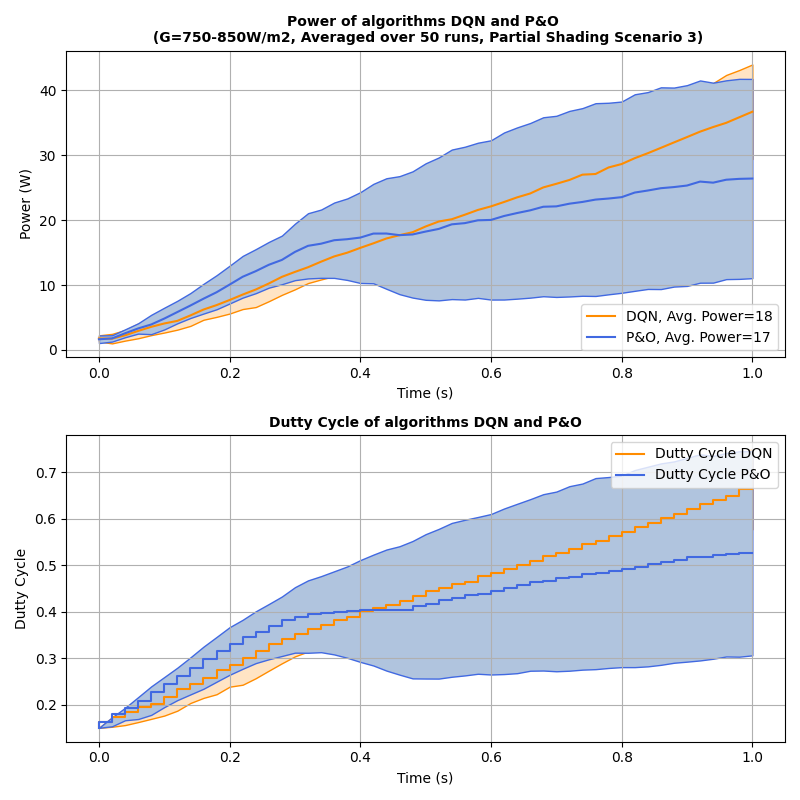 Power of algorithms DQN and P&O
(G=750-850W/m2, Averaged over 50 runs, Partial Shading Scenario 3)
Power (W)
40
30
20
10
0
DQN, Avg. Power=18
P&O, Avg. Power=17
0.0 0.2 0.4 0.6 0.8 1.0
Time (s)
Dutty Cycle of algorithms DQN and P&O
Dutty Cycle
0.7
0.6
0.5
0.4
0.3
0.2
Dutty Cycle DQN
Dutty Cycle P&O
0.0 0.2 0.4 0.6 0.8 1.0
Time (s)